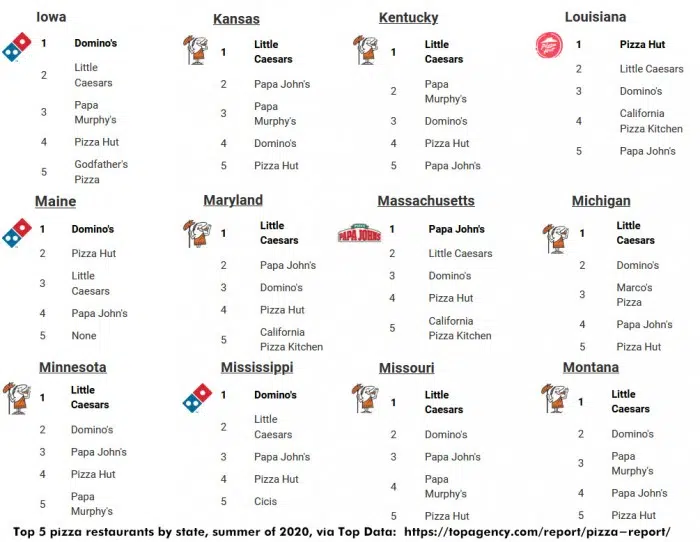 Iowa
1 Domino's
2 Little
Caesars
3 Papa
Murphy's
4 Pizza Hut
5 Godfather's
Pizza
Kansas
1 Little
Caesars
2 Papa John's
3 Papa
Murphy's
4 Domino's
5 Pizza Hut
Kentucky
1 Little
Caesars
2 Papa
Murphy's
3 Domino's
4 Pizza Hut
5 Papa John's
Louisiana
1 Pizza Hut
2 Little Caesars
3 Domino's
4 California
Pizza Kitchen
5 Papa John's
Maine
1 Domino's
2 Pizza Hut
3 Little
Caesars
4 Papa John's
5 None
Maryland
1 Little
Caesars
2 Papa John's
3 Domino's
4 Pizza Hut
5 California
Pizza Kitchen
Massachusetts
PAPA JOHNS
1 Papa John's
2 Little Caesars
3 Domino's
4 Pizza Hut
5 California
Pizza Kitchen
Michigan
1 Little
Caesars
2 Domino's
3 Marco's
Pizza
4 Papa John's
5 Pizza Hut
Minnesota
1 Little
Caesars
2 Domino's
3 Papa John's
4 Pizza Hut
5 Papa
Murphy's
Mississippi
1 Domino's
2 Little
Caesars
3 Papa John's
4 Pizza Hut
5 Cicis
Missouri
1 Little
Caesars
2 Domino's
3 Papa John's
4 Papa
Murphy's
5 Pizza Hut
Montana
1 Little
Caesars
2 Domino's
3 Papa
Murphy's
4 Papa John's
5 Pizza Hut
Top 5 pizza restaurants by state, summer of 2020, via Top Data: https://topagency.com/report/pizza-report/